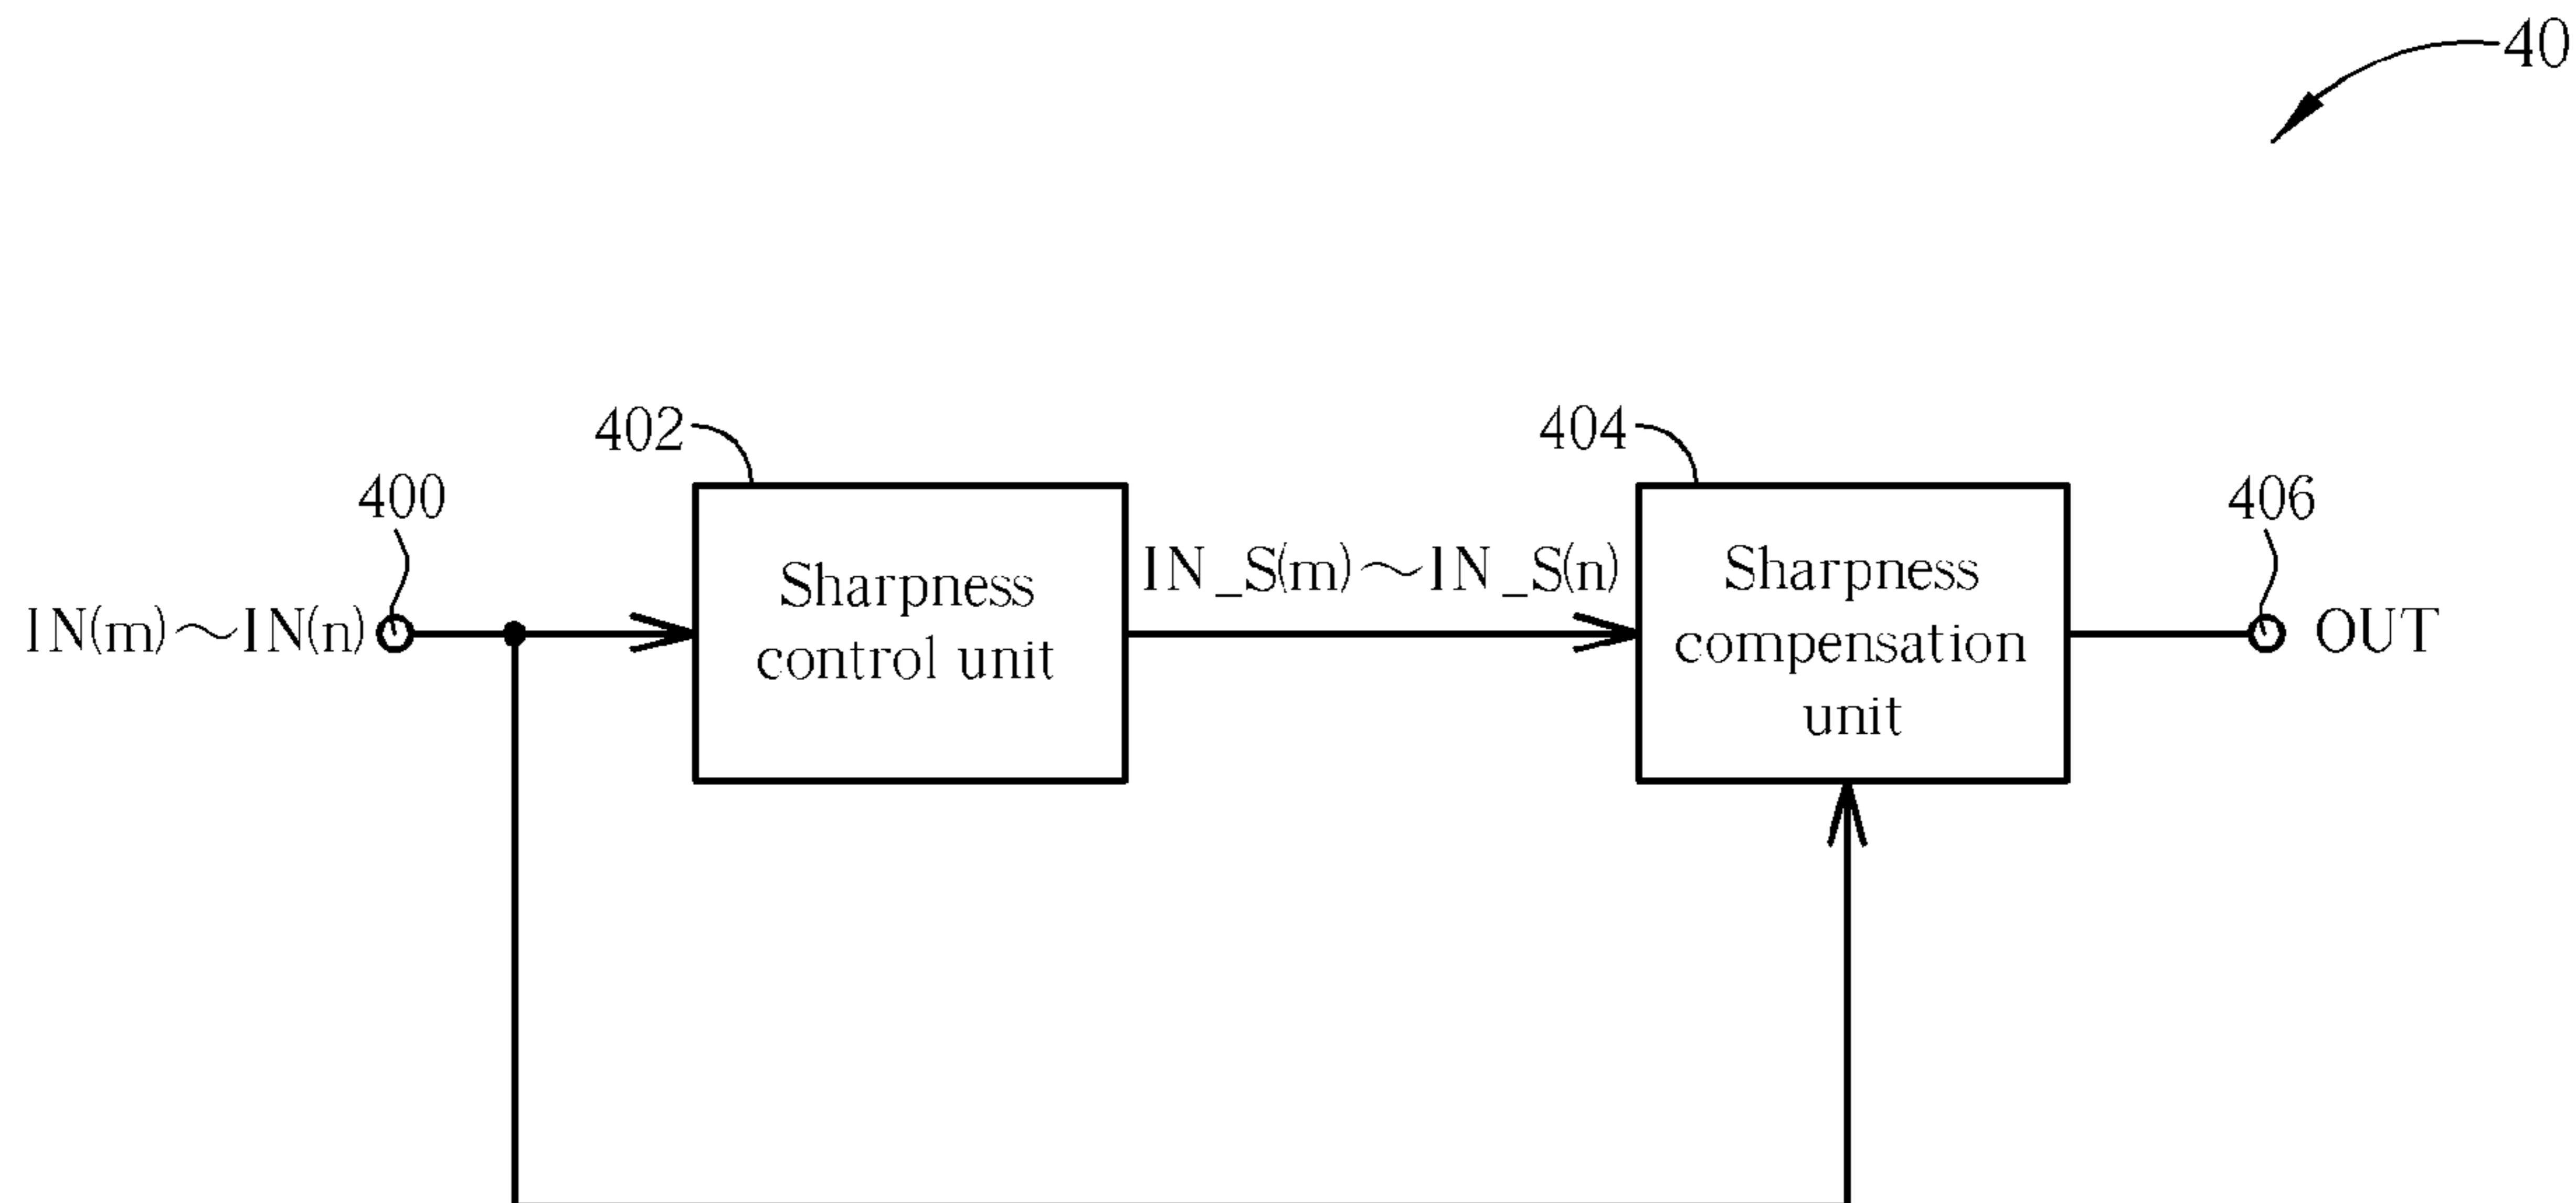 40
402
404
400
406
IN(m)～IN(n)
Sharpness
control unit
IN_S(m)～IN_S(n)
Sharpness
compensation
unit
OUT